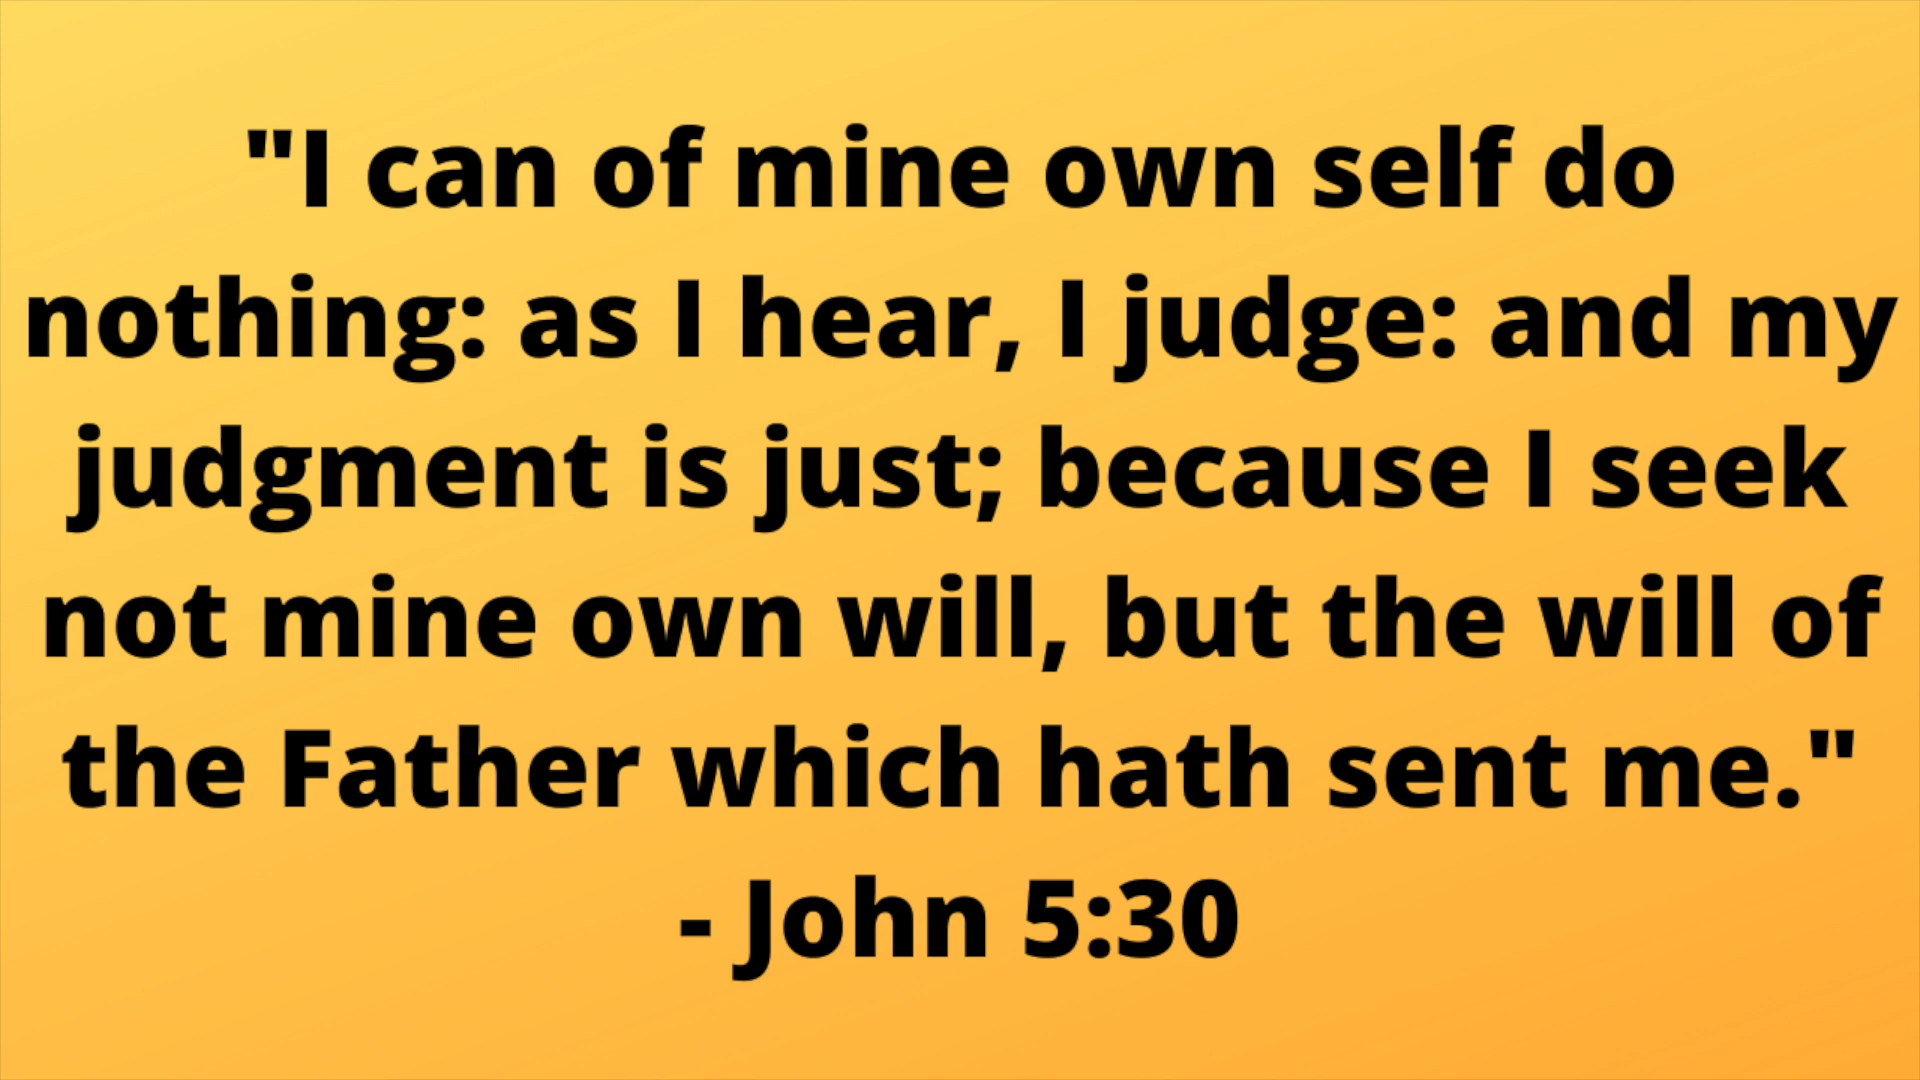 "I can of mine own self do
nothing: as I hear, I judge: and my
judgment is just; because I seek
not mine own will, but the will of
the Father which hath sent me."
- John 5:30